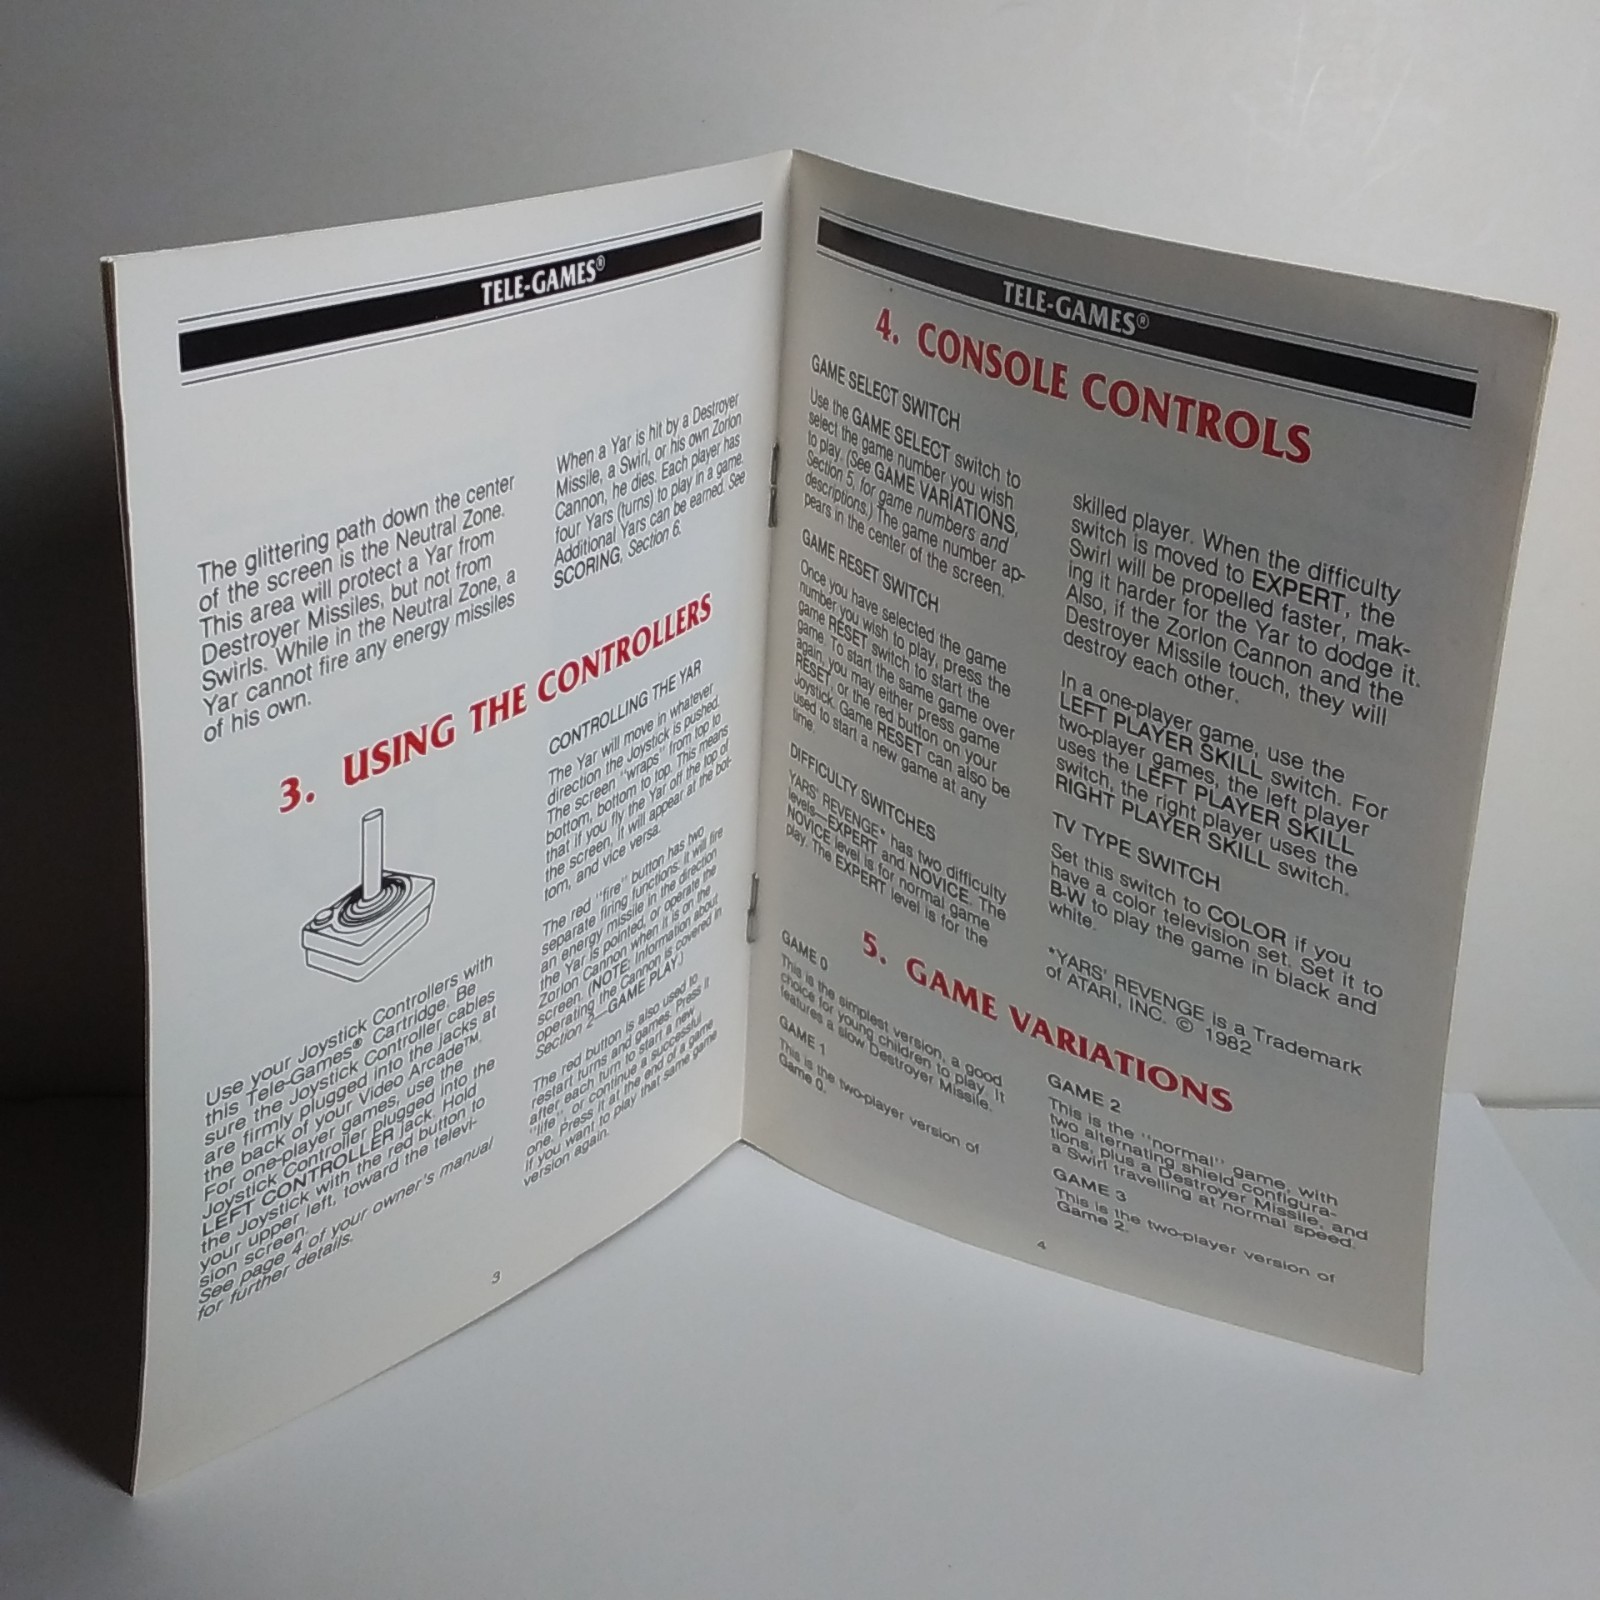 TELE-GAMES®
The glittering path down the center
of the screen is the Neutral Zone.
This area will protect a Yar from
Destroyer Missiles, but not from
Swirls. While in the Neutral Zone, a
Yar cannot fire any energy missiles
of his own.
When a Yar is hit by a Destroyer
Missile, a Swirl, or his own Zorlon
Cannon, he dies. Each player has
four Yars (turns) to play in a game.
Additional Yars can be earned. See
SCORING, Section 6.
3. USING THE CONTROLLERS
Use your Joystick Controllers with
this Tele-Games® Cartridge. Be
sure the Joystick Controller cables
are firmly plugged into the jacks at
the back of your Video Arcade™.
For one-player games, use the
Joystick Controller plugged into the
LEFT CONTROLLER jack. Hold
the Joystick with the red button to
your upper left, toward the televi-
sion screen.
See page 4 of your owner's manual
for further details.
CONTROLLING THE YAR
The Yar will move in whatever
direction the Joystick is pushed.
The screen "wraps" from top to
bottom, bottom to top. This means
that if you fly the Yar off the top of
the screen, it will appear at the bot-
tom, and vice versa.
The red "fire" button has two
separate firing functions: it will fire
an energy missile in the direction
the Yar is pointed, or operate the
Zorlon Cannon when it is on the
screen. (NOTE: Information about
operating the Cannon is covered in
Section 2—GAME PLAY.)
The red button is also used to
restart turns and games. Press it
after each turn to start a new
"life", or continue a successful
one. Press it at the end of a game
if you want to play that same game
version again.
3
TELE-GAMES®
4. CONSOLE CONTROLS
GAME SELECT SWITCH
Use the GAME SELECT switch to
select the game number you wish
to play. (See GAME VARIATIONS,
Section 5, for game numbers and
descriptions.) The game number ap-
pears in the center of the screen.
GAME RESET SWITCH
Once you have selected the game
number you wish to play, press the
game RESET switch to start the
game. To start the same game over
again, you may either press game
RESET, or the red button on your
Joystick. Game RESET can also be
used to start a new game at any
time.
DIFFICULTY SWITCHES
YARS' REVENGE* has two difficulty
levels—EXPERT and NOVICE. The
NOVICE level is for normal game
play. The EXPERT level is for the
skilled player. When the difficulty
switch is moved to EXPERT, the
Swirl will be propelled faster, mak-
ing it harder for the Yar to dodge it.
Also, if the Zorlon Cannon and the
Destroyer Missile touch, they will
destroy each other.
In a one-player game, use the
LEFT PLAYER SKILL switch. For
two-player games, the left player
uses the LEFT PLAYER SKILL
switch, the right player uses the
RIGHT PLAYER SKILL switch.
TV TYPE SWITCH
Set this switch to COLOR if you
have a color television set. Set it to
B-W to play the game in black and
white.
*YARS' REVENGE is a Trademark
of ATARI, INC. © 1982
5. GAME VARIATIONS
GAME 0
This is the simplest version, a good
choice for young children to play. It
features a slow Destroyer Missile.
GAME 1
This is the two-player version of
Game 0.
GAME 2
This is the "normal" game, with
two alternating shield configura-
tions, plus a Destroyer Missile, and
a Swirl travelling at normal speed.
GAME 3
This is the two-player version of
Game 2.
4